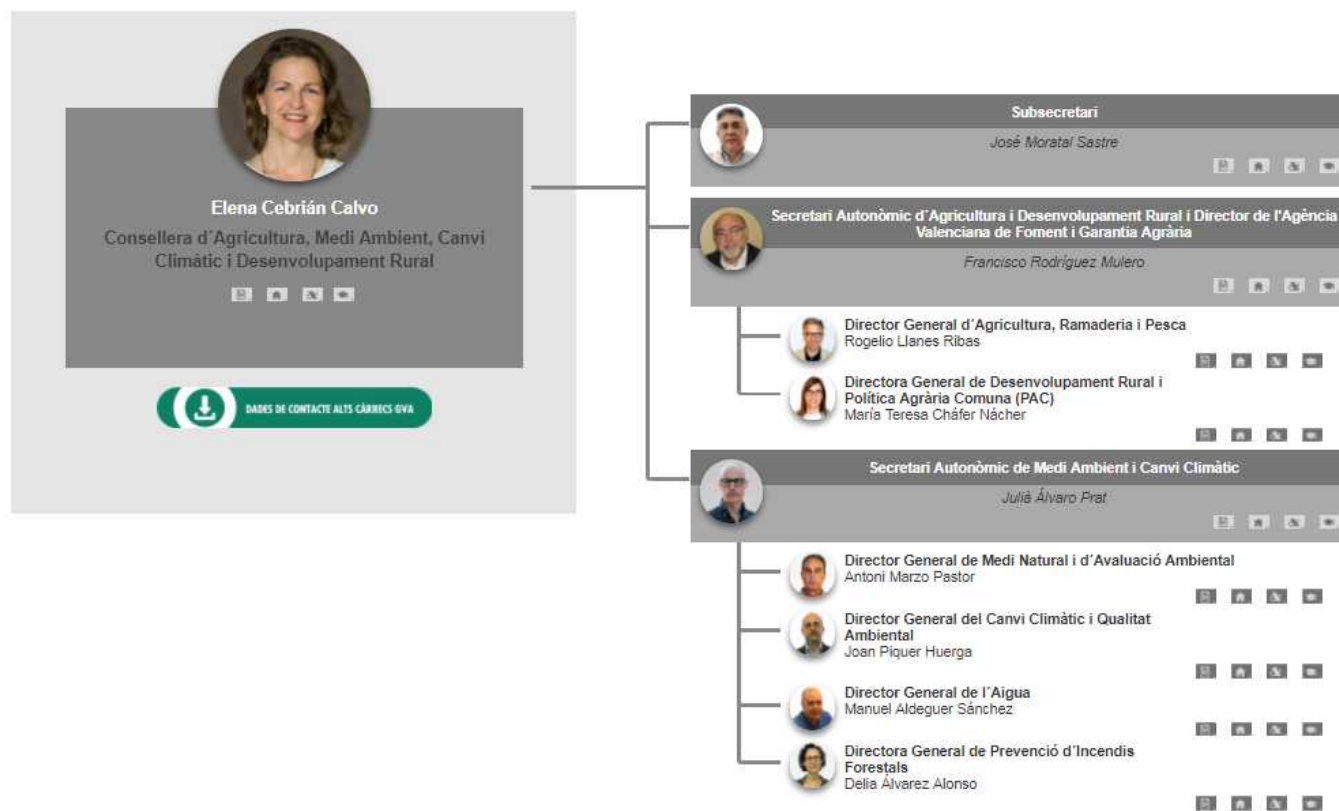 Elena Cebrián Calvo
Consellera d´Agricultura, Medi Ambient, Canvi
Climàtic i Desenvolupament Rural
DADES DE CONTACTE ALTS CÀRRECS GVA
Subsecretari
José Moratal Sastre
Secretari Autonòmic d´Agricultura i Desenvolupament Rural i Director de l'Agència
Valenciana de Foment i Garantia Agrària
Francisco Rodríguez Mulero
Director General d´Agricultura, Ramaderia i Pesca
Rogelio Llanes Ribas
Directora General de Desenvolupament Rural i
Política Agrària Comuna (PAC)
María Teresa Cháfer Nácher
Secretari Autonòmic de Medi Ambient i Canvi Climàtic
Julià Álvaro Prat
Director General de Medi Natural i d´Avaluació Ambiental
Antoni Marzo Pastor
Director General del Canvi Climàtic i Qualitat
Ambiental
Joan Piquer Huerga
Director General de l´Aigua
Manuel Aldeguer Sánchez
Directora General de Prevenció d´Incendis
Forestals
Delia Álvarez Alonso